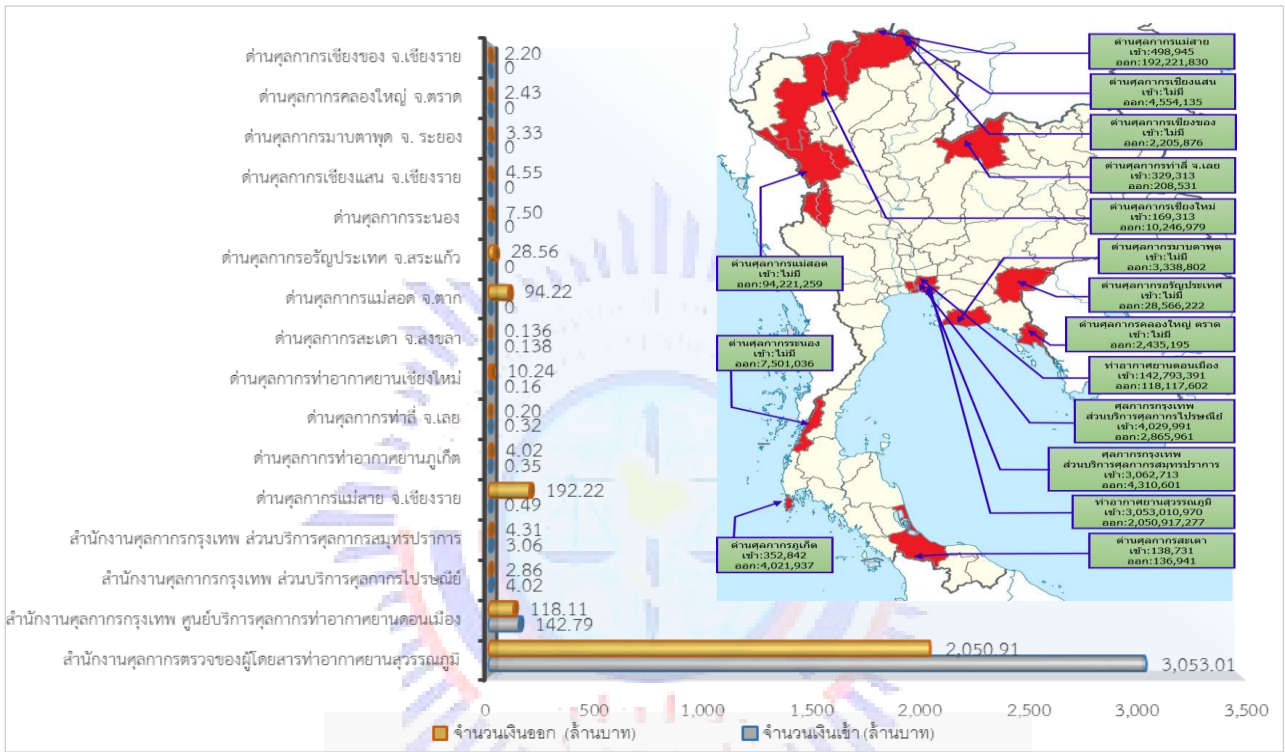 ด่านศุลกากรเชียงของ จ.เชียงราย
2.20
0
ด่านศุลกากรคลองใหญ่ จ.ตราด
2.43
0
ด่านศุลกากรมาบตาพุด จ. ระยอง
3.33
0
ด่านศุลกากรเชียงแสน จ.เชียงราย
4.55
0
ด่านศุลกากรระนอง
7.50
0
ด่านศุลกากรอรัญประเทศ จ.สระแก้ว
28.56
0
ด่านศุลกากรแม่สอด จ.ตาก
94.22
0
ด่านศุลกากรสะเดา จ.สงขลา
0.136
0.138
ด่านศุลกากรท่าอากาศยานเชียงใหม่
10.24
0.16
ด่านศุลกากรท่าลี่ จ.เลย
0.20
0.32
ด่านศุลกากรท่าอากาศยานภูเก็ต
4.02
0.35
ด่านศุลกากรแม่สาย จ.เชียงราย
192.22
0.49
สำนักงานศุลกากรกรุงเทพ ส่วนบริการศุลกากรสมุทรปราการ
4.31
3.06
สำนักงานศุลกากรกรุงเทพ ส่วนบริการศุลกากรไปรษณีย์
2.86
4.02
สำนักงานศุลกากรกรุงเทพ ศูนย์บริการศุลกากรท่าอากาศยานดอนเมือง
118.11
142.79
สำนักงานศุลกากรตรวจของผู้โดยสารท่าอากาศยานสุวรรณภูมิ
2,050.91
3,053.01
0 500 1,000 1,500 2,000 2,500 3,000 3,500
จำนวนเงินออก (ล้านบาท) จำนวนเงินเข้า (ล้านบาท)
ด่านศุลกากรแม่สาย
เข้า:498,945
ออก:192,221,830
ด่านศุลกากรเชียงแสน
เข้า:ไม่มี
ออก:4,554,135
ด่านศุลกากรเชียงของ
เข้า:ไม่มี
ออก:2,205,876
ด่านศุลกากรท่าลี่ จ.เลย
เข้า:329,313
ออก:208,531
ด่านศุลกากรเชียงใหม่
เข้า:169,313
ออก:10,246,979
ด่านศุลกากรมาบตาพุด
เข้า:ไม่มี
ออก:3,338,802
ด่านศุลกากรอรัญประเทศ
เข้า:ไม่มี
ออก:28,566,222
ด่านศุลกากรคลองใหญ่ ตราด
เข้า:ไม่มี
ออก:2,435,195
ท่าอากาศยานดอนเมือง
เข้า:142,793,391
ออก:118,117,602
ศุลกากรกรุงเทพ
ส่วนบริการศุลกากรไปรษณีย์
เข้า:4,029,991
ออก:2,865,961
ศุลกากรกรุงเทพ
ส่วนบริการศุลกากรสมุทรปราการ
เข้า:3,062,713
ออก:4,310,601
ท่าอากาศยานสุวรรณภูมิ
เข้า:3,053,010,970
ออก:2,050,917,277
ด่านศุลกากรสะเดา
เข้า:138,731
ออก:136,941
ด่านศุลกากรแม่สอด
เข้า:ไม่มี
ออก:94,221,259
ด่านศุลกากรระนอง
เข้า:ไม่มี
ออก:7,501,036
ด่านศุลกากรภูเก็ต
เข้า:352,842
ออก:4,021,937